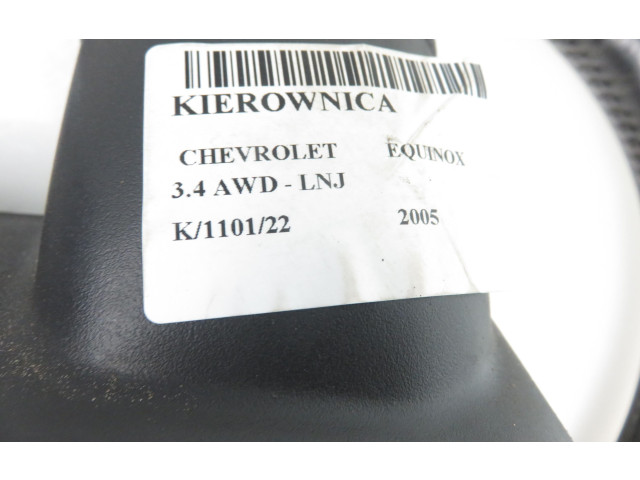 KIEROWNICA
CHEVROLET EQUINOX
3.4 AWD - LNJ
K/1101/22 2005